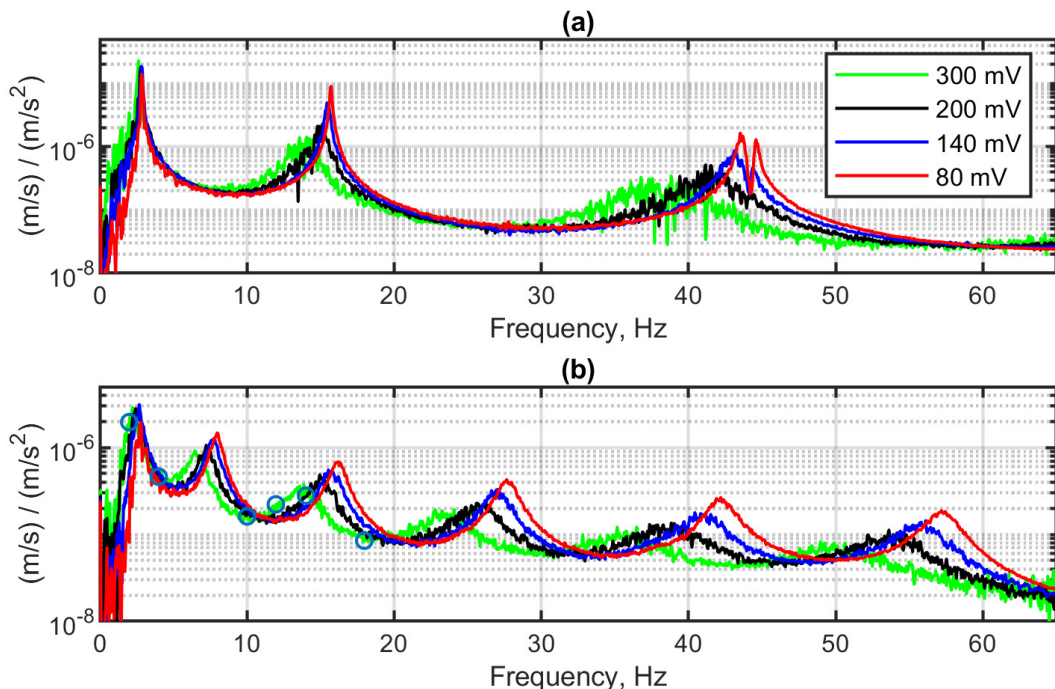 (a)
(m/s) / (m/s²)
10⁻⁶
10⁻⁸
0 10 20 30 40 50 60
Frequency, Hz
300 mV
200 mV
140 mV
80 mV
(b)
(m/s) / (m/s²)
10⁻⁶
10⁻⁸
0 10 20 30 40 50 60
Frequency, Hz